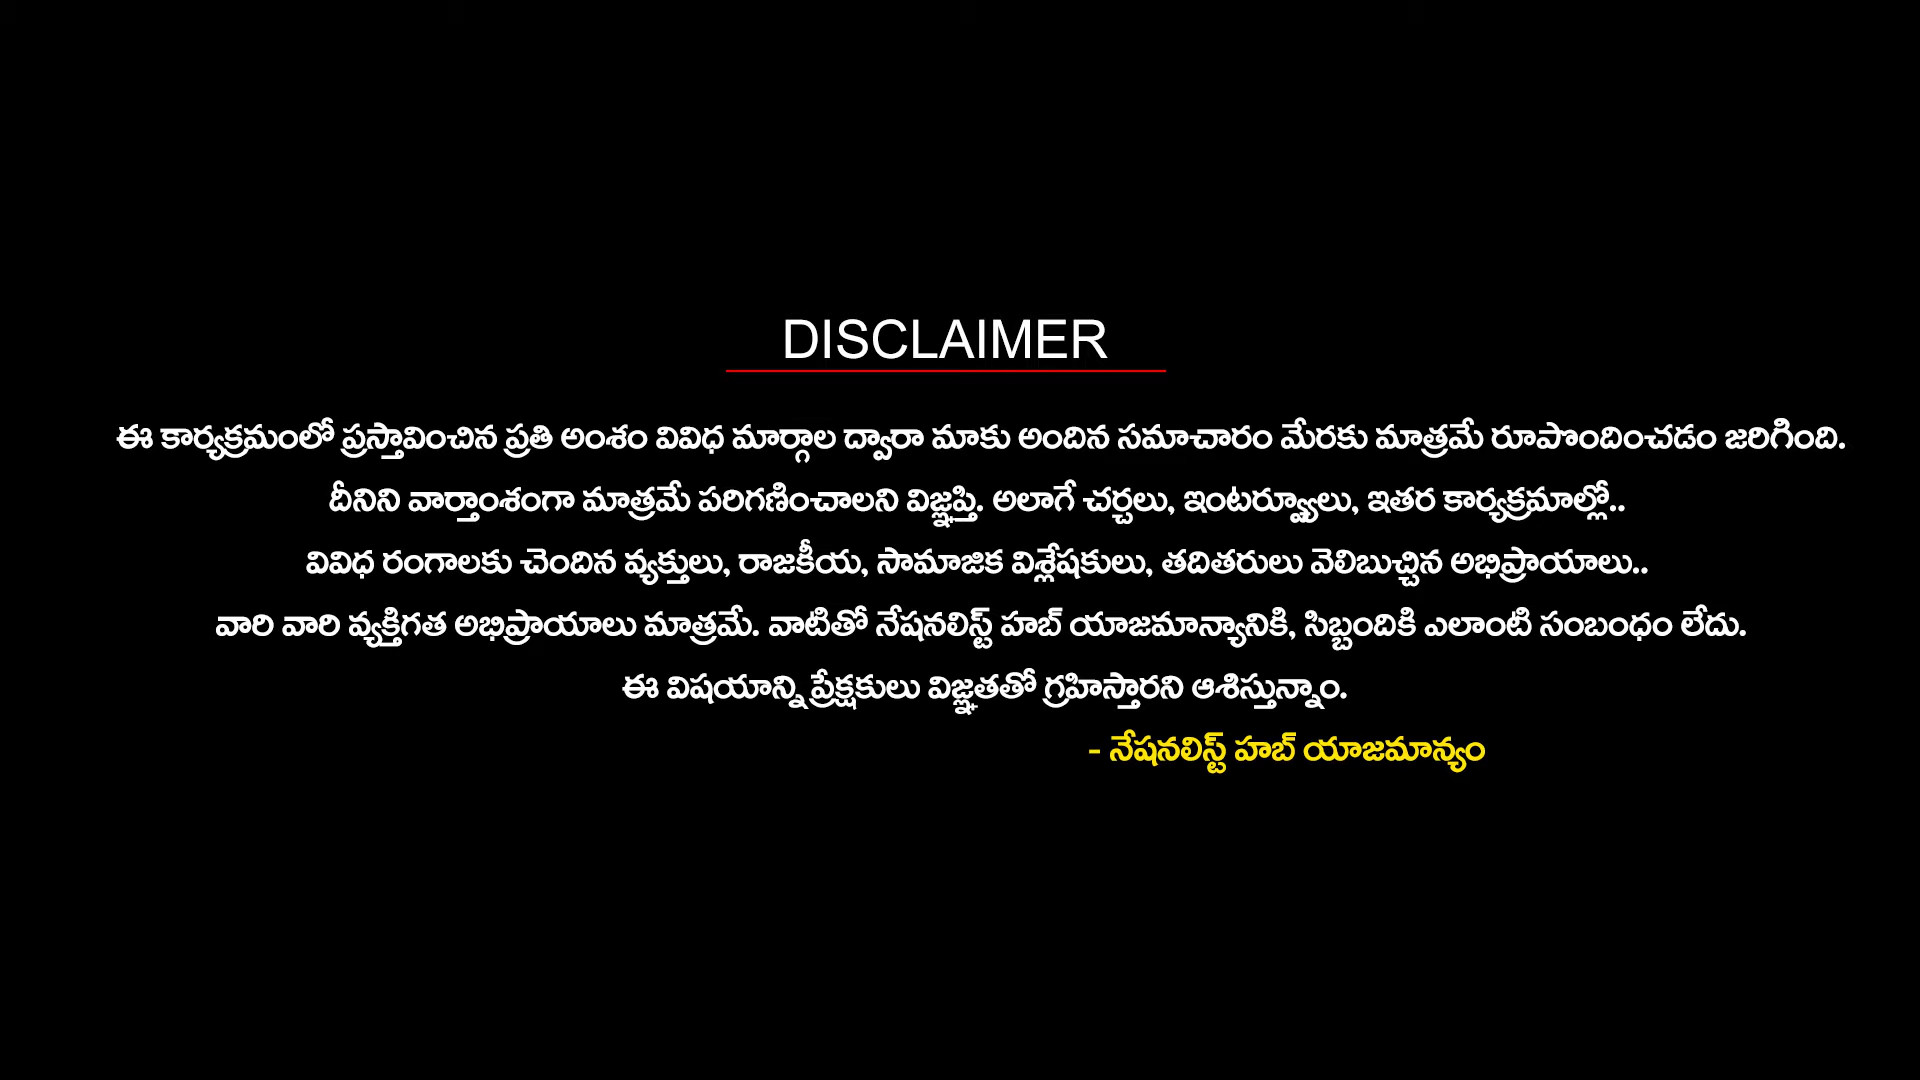 DISCLAIMER
ఈ కార్యక్రమంలో ప్రస్తావించిన ప్రతి అంశం వివిధ మార్గాల ద్వారా మాకు అందిన సమాచారం మేరకు మాత్రమే రూపొందించడం జరిగింది.
దీనిని వార్తాంశంగా మాత్రమే పరిగణించాలని విజ్ఞప్తి. అలాగే చర్చలు, ఇంటర్వ్యూలు, ఇతర కార్యక్రమాల్లో..
వివిధ రంగాలకు చెందిన వ్యక్తులు, రాజకీయ, సామాజిక విశ్లేషకులు, తదితరులు వెలిబుచ్చిన అభిప్రాయాలు..
వారి వారి వ్యక్తిగత అభిప్రాయాలు మాత్రమే. వాటితో నేషనలిస్ట్ హబ్ యాజమాన్యానికి, సిబ్బందికి ఎలాంటి సంబంధం లేదు.
ఈ విషయాన్ని ప్రేక్షకులు విజ్ఞతతో గ్రహిస్తారని ఆశిస్తున్నాం.
- నేషనలిస్ట్ హబ్ యాజమాన్యం